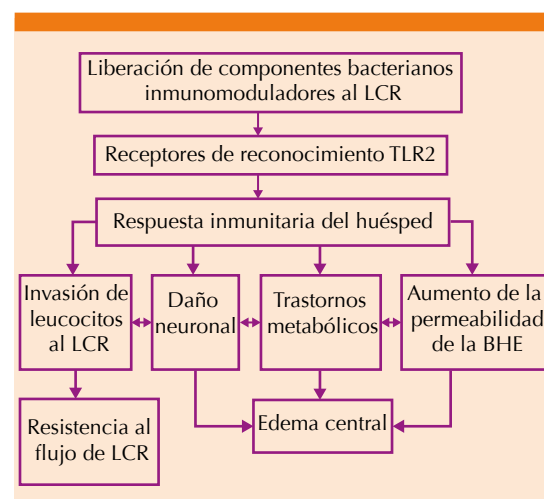 Liberación de componentes bacterianos
inmunomoduladores al LCR
Receptores de reconocimiento TLR2
Respuesta inmunitaria del huésped
Invasión de
leucocitos
al LCR
Daño
neuronal
Trastornos
metabólicos
Aumento de la
permeabilidad
de la BHE
Resistencia al
flujo de LCR
Edema central